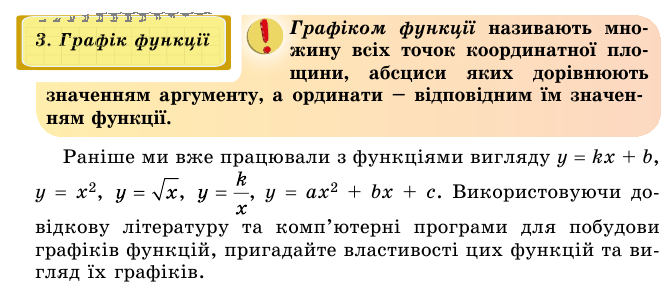 3. Графік функції
Графіком функції називають мно-
жину всіх точок координатної пло-
щини, абсциси яких дорівнюють
значенням аргументу, а ординати – відповідним їм значен-
ням функції.
Раніше ми вже працювали з функціями вигляду y = kx + b,
y = x², y = √x, y = k/x, y = ax² + bx + c. Використовуючи до-
відкову літературу та комп’ютерні програми для побудови
графіків функцій, пригадайте властивості цих функцій та ви-
гляд їх графіків.